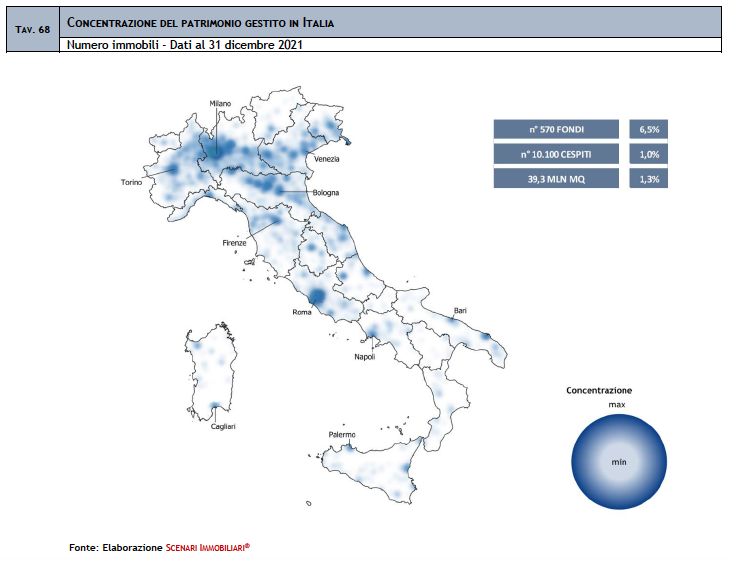 TAV. 68
CONCENTRAZIONE DEL PATRIMONIO GESTITO IN ITALIA
Numero immobili - Dati al 31 dicembre 2021
n° 570 FONDI 6,5%
n° 10.100 CESPITI 1,0%
39,3 MLN MQ 1,3%
Milano
Venezia
Torino
Bologna
Firenze
Roma
Bari
Napoli
Cagliari
Palermo
Concentrazione
max
min
Fonte: Elaborazione SCENARI IMMOBILIARI®